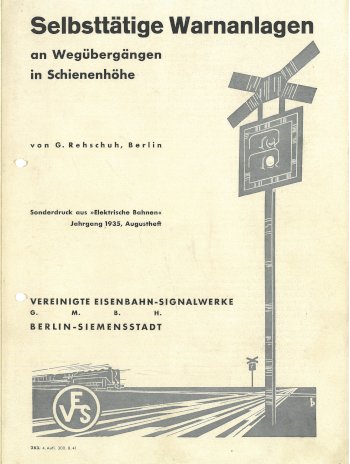 Selbsttätige Warnanlagen
an Wegübergängen
in Schienenhöhe
von G. Rehschuh, Berlin
Sonderdruck aus »Elektrische Bahnen«
Jahrgang 1935, Augustheft
VEREINIGTE EISENBAHN-SIGNALWERKE
G. M. B. H.
BERLIN-SIEMENSSTADT
VES